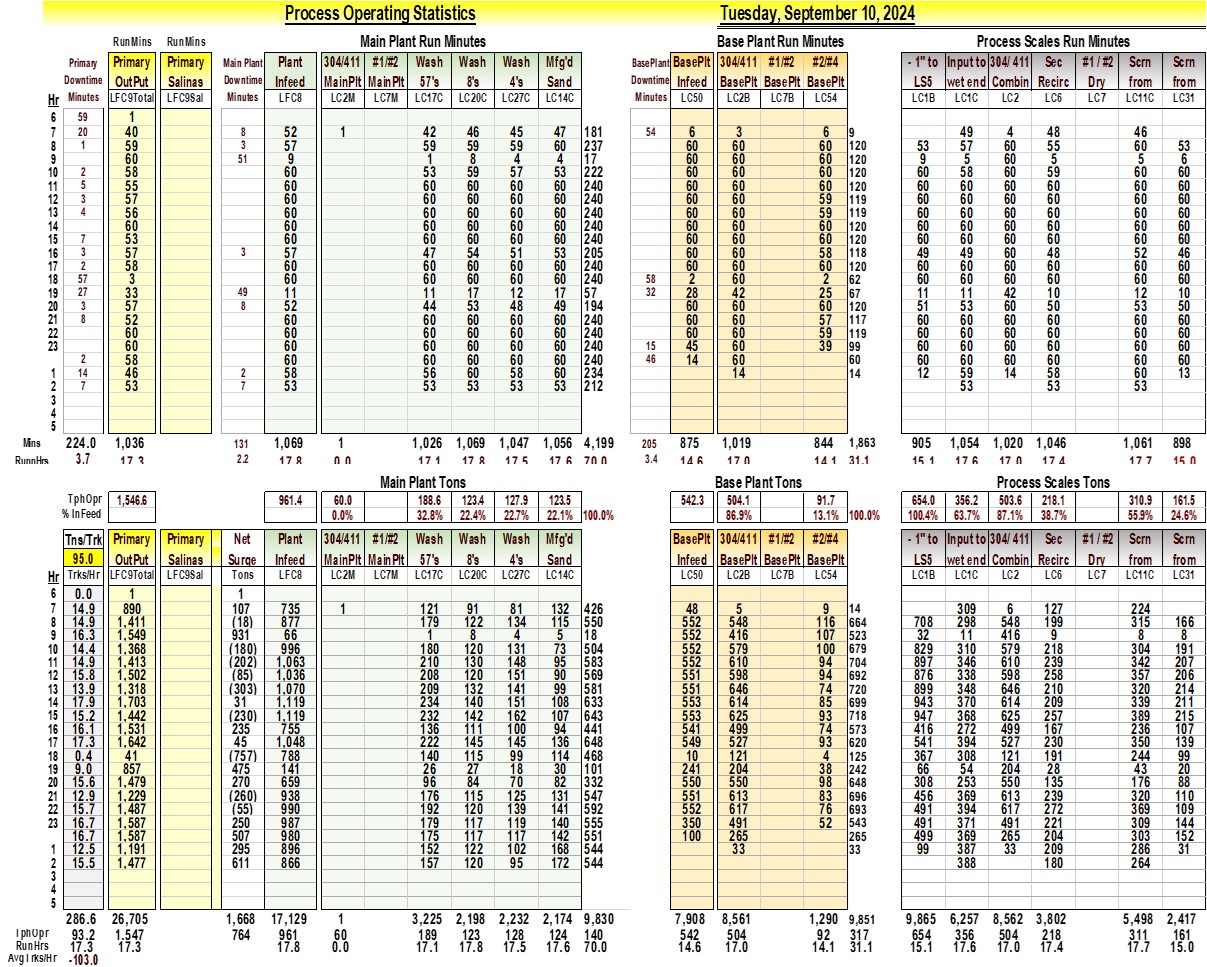 Process Operating Statistics Tuesday, September 10, 2024
RunMins RunMins Main Plant Run Minutes Base Plant Run Minutes Process Scales Run Minutes
Primary Primary Primary Main Plant Plant 304/411 #1/#2 Wash Wash Wash Mfg'd BasePlant BasePlt 304/411 #1/#2 #2/#4 - 1" to Input to 304/ 411 Sec #1 / #2 Scrn Scrn
Downtime OutPut Salinas Downtime Infeed MainPlt MainPlt 57's 8's 4's Sand Downtime Infeed BasePlt BasePlt BasePlt LS5 wet end Combin Recirc Dry from from
Hr Minutes LFC9Total LFC9Sal Minutes LFC8 LC2M LC7M LC17C LC20C LC27C LC14C Minutes LC50 LC2B LC7B LC54 LC1B LC1C LC2 LC6 LC7 LC11C LC31
6 59 1
7 20 40 8 52 1 42 46 45 47 181 54 6 3 6 9 49 4 48 46
8 1 59 3 57 59 59 59 60 237 60 60 60 120 53 57 60 55 60 53
9 60 51 9 1 8 4 4 17 60 60 60 120 9 5 60 5 5 6
10 2 58 60 53 59 57 53 222 60 60 60 120 60 58 60 59 60 60
11 5 55 60 60 60 60 60 240 60 60 60 120 60 60 60 60 60 60
12 3 57 60 60 60 60 60 240 60 60 59 119 60 60 60 60 60 60
13 4 56 60 60 60 60 60 240 60 60 59 119 60 60 60 60 60 60
14 60 60 60 60 60 60 240 60 60 60 120 60 60 60 60 60 60
15 7 53 60 60 60 60 60 240 60 60 60 120 60 60 60 60 60 60
16 3 57 3 60 47 54 51 53 205 60 60 58 118 49 49 60 48 52 46
17 2 58 60 60 60 60 60 240 60 60 60 120 60 60 60 60 60 60
18 57 3 60 60 60 60 60 240 58 2 60 2 62 60 60 60 60 60 60
19 27 33 49 11 11 17 12 17 57 32 28 42 25 67 11 11 42 10 12 10
20 3 57 8 52 44 53 48 49 194 60 60 60 120 51 53 60 50 53 50
21 8 52 60 60 60 60 60 240 60 60 57 117 60 60 60 60 60 60
22 60 60 60 60 60 60 240 60 60 59 119 60 60 60 60 60 60
23 60 60 60 60 60 60 240 15 45 60 39 99 60 60 60 60 60 60
2 58 60 60 60 60 60 240 46 14 60 60 60 60 60 60 60 60
1 14 46 2 58 56 60 58 60 234 14 14 12 59 14 58 60 13
2 7 53 7 53 53 53 53 53 212 53 53 53
3
4
5
Mins 224.0 1,036 131 1,069 1 1,026 1,069 1,047 1,056 4,199 205 875 1,019 844 1,863 905 1,054 1,020 1,046 1,061 898
RunnHrs 3.7 17.3 2.2 17.8 0.0 17.1 17.8 17.5 17.6 70.0 3.4 14.6 17.0 14.1 31.1 15.1 17.6 17.0 17.4 17.7 15.0
Main Plant Tons Base Plant Tons Process Scales Tons
TphOpr 1,546.6 961.4 60.0 188.6 123.4 127.9 123.5 542.3 504.1 91.7 654.0 356.2 503.6 218.1 310.9 161.5
% InFeed 0.0% 32.8% 22.4% 22.7% 22.1% 100.0% 86.9% 13.1% 100.0% 100.4% 63.7% 87.1% 38.7% 55.9% 24.6%
Tns/Trk Primary Primary Net Plant 304/411 #1/#2 Wash Wash Wash Mfg'd BasePlt 304/411 #1/#2 #2/#4 - 1" to Input to 304/ 411 Sec #1 / #2 Scrn Scrn
95.0 OutPut Salinas Surge Infeed MainPlt MainPlt 57's 8's 4's Sand Infeed BasePlt BasePlt BasePlt LS5 wet end Combin Recirc Dry from from
Hr Trks/Hr LFC9Total LFC9Sal Tons LFC8 LC2M LC7M LC17C LC20C LC27C LC14C LC50 LC2B LC7B LC54 LC1B LC1C LC2 LC6 LC7 LC11C LC31
6 0.0 1 1
7 14.9 890 107 735 1 121 91 81 132 426 48 5 9 14 309 6 127 224
8 14.9 1,411 (18) 877 179 122 134 115 550 552 548 116 664 708 298 548 199 315 166
9 16.3 1,549 931 66 1 8 4 5 18 552 416 107 523 32 11 416 9 8 8
10 14.4 1,368 (180) 996 180 120 131 73 504 552 579 100 679 829 310 579 218 304 191
11 14.9 1,413 (202) 1,063 210 130 148 95 583 552 610 94 704 897 346 610 239 342 207
12 15.8 1,502 (85) 1,036 208 120 151 90 569 551 598 94 692 876 338 598 258 357 206
13 13.9 1,318 (303) 1,070 209 132 141 99 581 551 646 74 720 899 348 646 210 320 214
14 17.9 1,703 31 1,119 234 140 151 108 633 553 614 85 699 943 370 614 209 339 211
15 15.2 1,442 (230) 1,119 232 142 162 107 643 553 625 93 718 947 368 625 257 389 215
16 16.1 1,531 235 755 136 111 100 94 441 541 499 74 573 416 272 499 167 236 107
17 17.3 1,642 45 1,048 222 145 145 136 648 549 527 93 620 541 394 527 230 350 139
18 0.4 41 (757) 788 140 115 99 114 468 10 121 4 125 367 308 121 191 244 99
19 9.0 857 475 141 26 27 18 30 101 241 204 38 242 66 54 204 28 43 20
20 15.6 1,479 270 659 96 84 70 82 332 550 550 98 648 308 253 550 135 176 88
21 12.9 1,229 (260) 938 176 115 125 131 547 551 613 83 696 456 369 613 239 320 110
22 15.7 1,487 (55) 990 192 120 139 141 592 552 617 76 693 491 394 617 272 369 109
23 16.7 1,587 250 987 179 117 119 140 555 350 491 52 543 491 371 491 221 309 144
16.7 1,587 507 980 175 117 117 142 551 100 265 265 499 369 265 204 303 152
1 12.5 1,191 295 896 152 122 102 168 544 33 33 99 387 33 209 286 31
2 15.5 1,477 611 866 157 120 95 172 544 388 180 264
3
4
5
286.6 26,705 1,668 17,129 1 3,225 2,198 2,232 2,174 9,830 7,908 8,561 1,290 9,851 9,865 6,257 8,562 3,802 5,498 2,417
TphOpr 93.2 1,547 764 961 60 189 123 128 124 140 542 504 92 317 654 356 504 218 311 161
RunHrs 17.3 17.3 17.8 0.0 17.1 17.8 17.5 17.6 70.0 14.6 17.0 14.1 31.1 15.1 17.6 17.0 17.4 17.7 15.0
AvgTrks/Hr -103.0